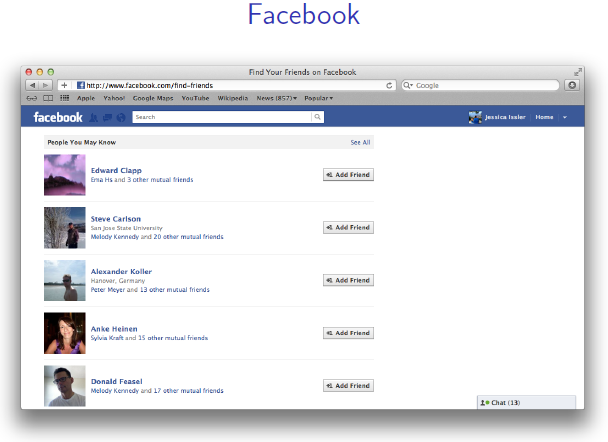 Facebook
Find Your Friends on Facebook
http://www.facebook.com/find-friends
Google
Apple Yahoo! Google Maps YouTube Wikipedia News (857)▾ Popular▾
facebook Search Jessica Issler Home
People You May Know See All
Edward Clapp
Ema Hs and 3 other mutual friends
Add Friend
Steve Carlson
San Jose State University
Melody Kennedy and 20 other mutual friends
Add Friend
Alexander Koller
Hanover, Germany
Peter Meyer and 13 other mutual friends
Add Friend
Anke Heinen
Sylvia Kraft and 15 other mutual friends
Add Friend
Donald Feasel
Melody Kennedy and 17 other mutual friends
Add Friend
Chat (13)